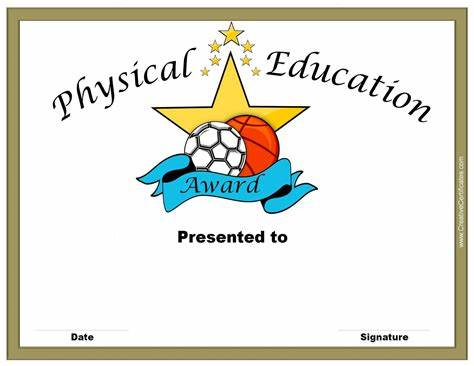 Physical Education
Award
Presented to
Date
Signature
www.CreativeCertificates.com